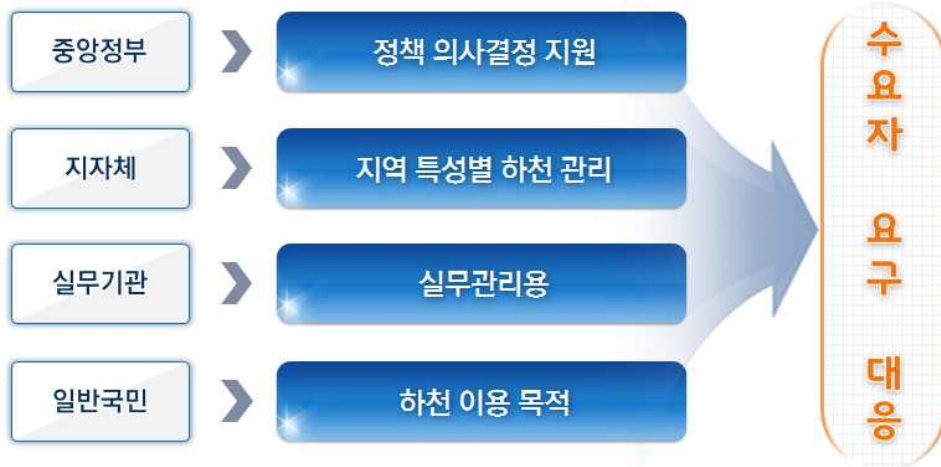 중앙정부
정책 의사결정 지원
지자체
지역 특성별 하천 관리
실무기관
실무관리용
일반국민
하천 이용 목적
수요자 요구 대응